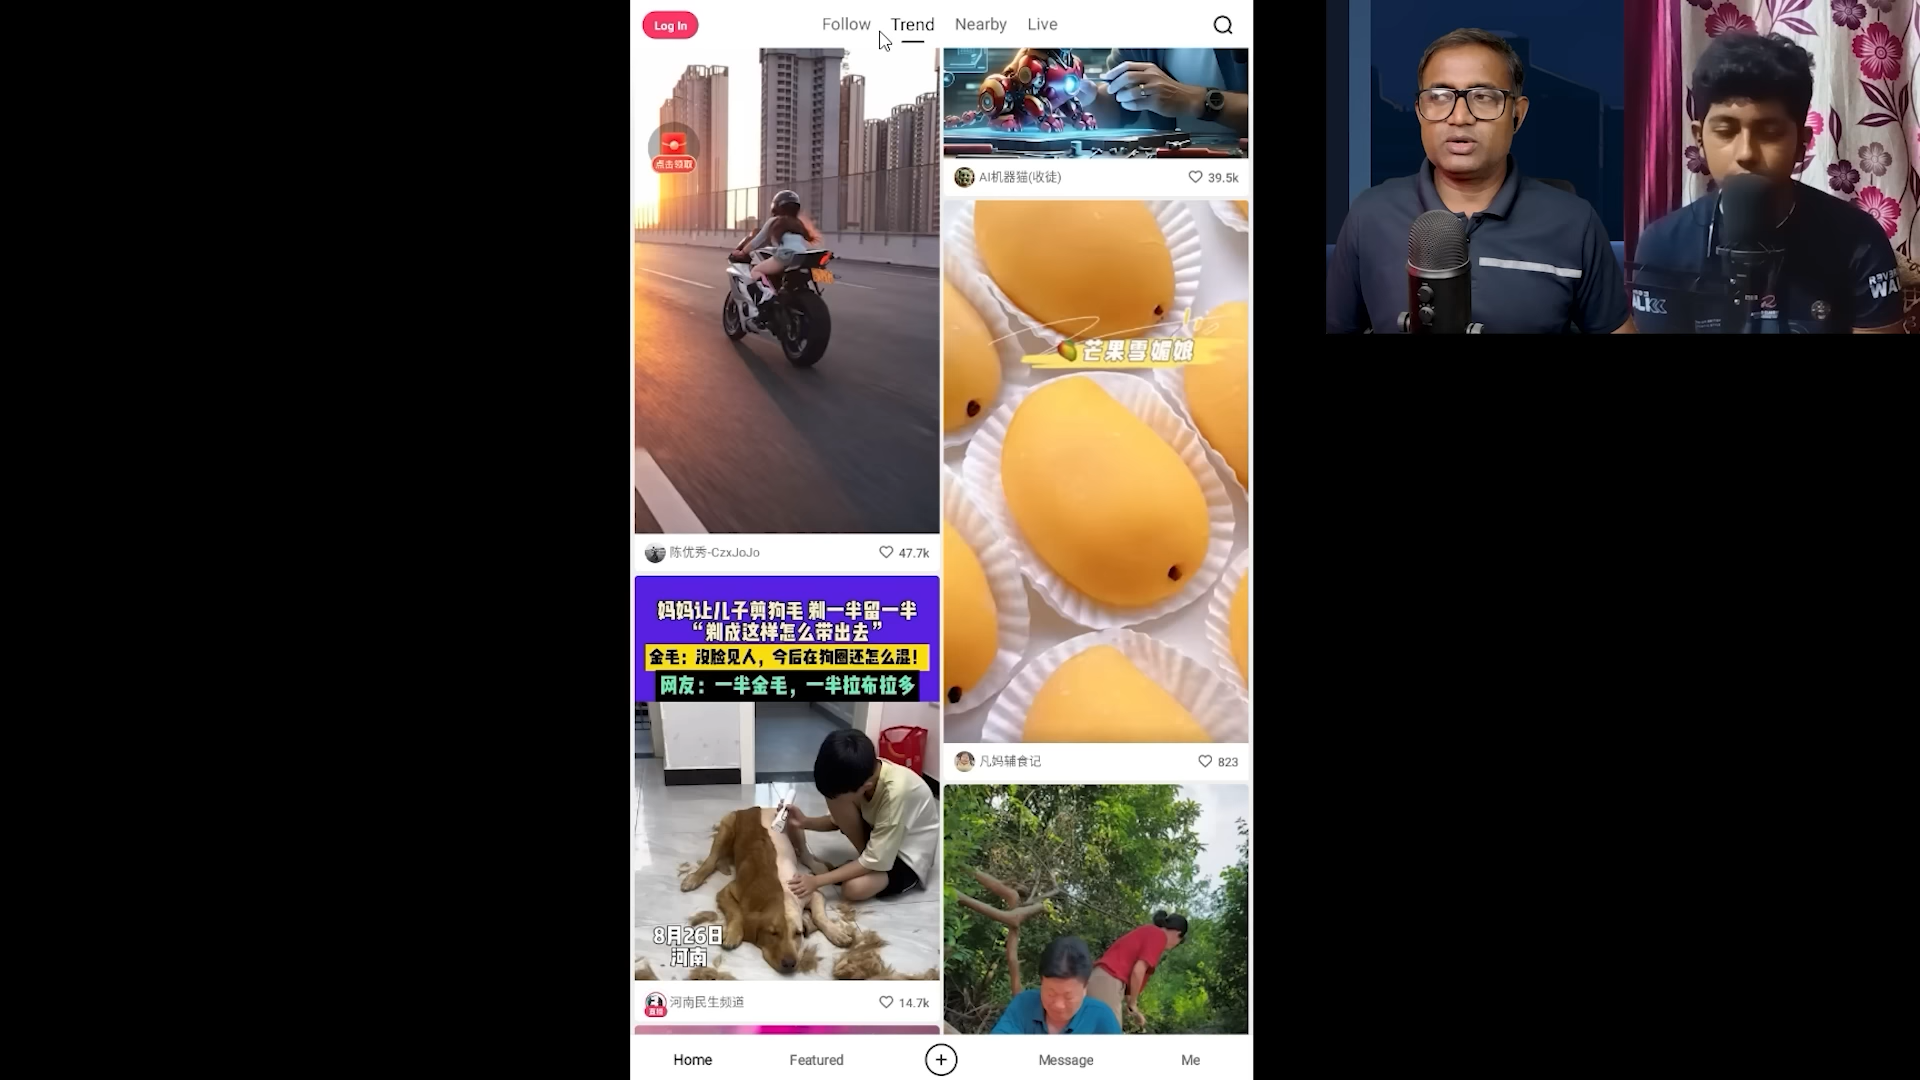 Log In
Follow
Trend
Nearby
Live
点击领取
AI机器猫(收徒)
39.5k
芒果雪媚娘
陈优秀-CzxJoJo
47.7k
妈妈让儿子剪狗毛 剃一半留一半
“剃成这样怎么带出去”
金毛：没脸见人，今后在狗圈还怎么混！
网友：一半金毛，一半拉布拉多
凡妈辅食记
823
8月26日
河南
河南民生频道
直播
14.7k
Home
Featured
Message
Me